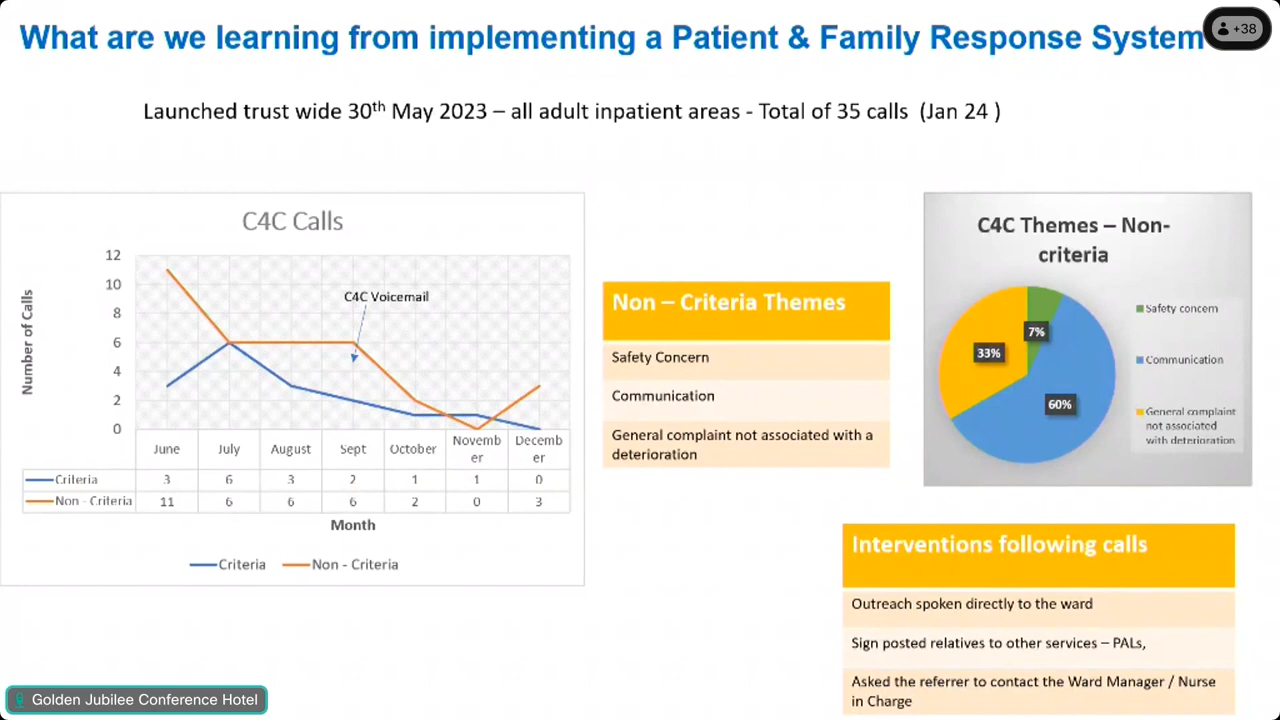 What are we learning from implementing a Patient & Family Response System
+38
Launched trust wide 30th May 2023 – all adult inpatient areas - Total of 35 calls (Jan 24 )
C4C Calls
Number of Calls
12
10
8
6
4
2
0
C4C Voicemail
June July August Sept October Novemb
er Decemb
er
Criteria 3 6 3 2 1 1 0
Non - Criteria 11 6 6 6 2 0 3
Month
Criteria Non - Criteria
Non – Criteria Themes
Safety Concern
Communication
General complaint not associated with a
deterioration
C4C Themes – Non-
criteria
7%
33%
60%
Safety concern
Communication
General complaint
not associated
with deterioration
Interventions following calls
Outreach spoken directly to the ward
Sign posted relatives to other services – PALs,
Asked the referrer to contact the Ward Manager / Nurse
in Charge
Golden Jubilee Conference Hotel